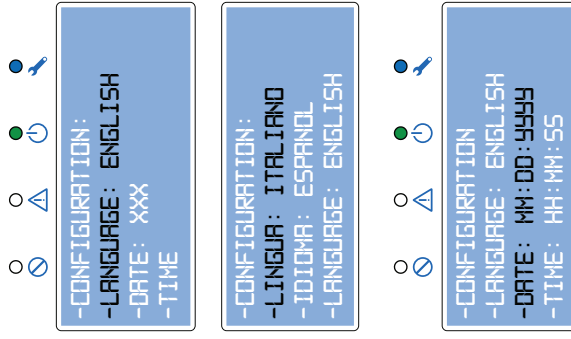 -CONFIGURATION:
-LANGUAGE: ENGLISH
-DATE: XXX
-TIME
-CONFIGURATION:
-LINGUA: ITALIANO
-IDIOMA: ESPANOL
-LANGUAGE: ENGLISH
-CONFIGURATION
-LANGUAGE: ENGLISH
-DATE: MM:DD:YYYY
-TIME: HH:MM:SS